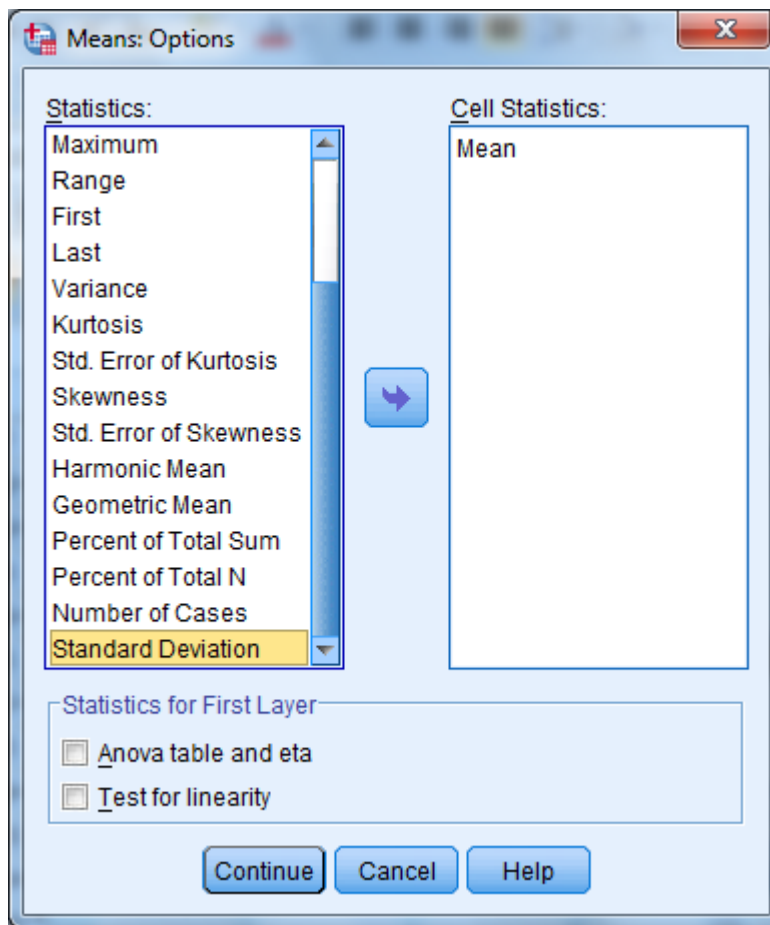 Means: Options
Statistics:
Maximum
Range
First
Last
Variance
Kurtosis
Std. Error of Kurtosis
Skewness
Std. Error of Skewness
Harmonic Mean
Geometric Mean
Percent of Total Sum
Percent of Total N
Number of Cases
Standard Deviation
Cell Statistics:
Mean
Statistics for First Layer
Anova table and eta
Test for linearity
Continue
Cancel
Help